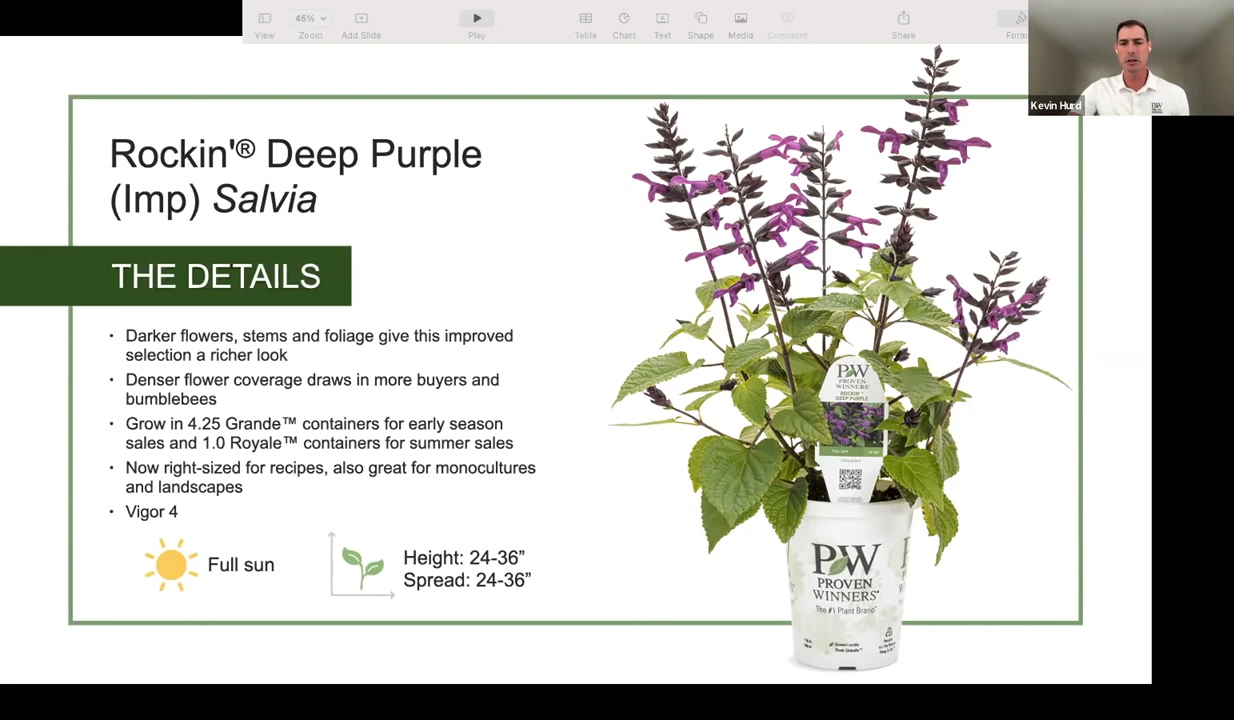 45%
View
Zoom
Add Slide
Play
Table
Chart
Text
Shape
Media
Comment
Share
Form
Kevin Hurd
PW
Rockin'® Deep Purple
(Imp) Salvia
THE DETAILS
· Darker flowers, stems and foliage give this improved
selection a richer look
· Denser flower coverage draws in more buyers and
bumblebees
· Grow in 4.25 Grande™ containers for early season
sales and 1.0 Royale™ containers for summer sales
· Now right-sized for recipes, also great for monocultures
and landscapes
· Vigor 4
Full sun
Height: 24-36”
Spread: 24-36”
PW
PROVEN
WINNERS®
ROCKIN'®
DEEP PURPLE
PW
PROVEN
WINNERS®
The #1 Plant Brand®